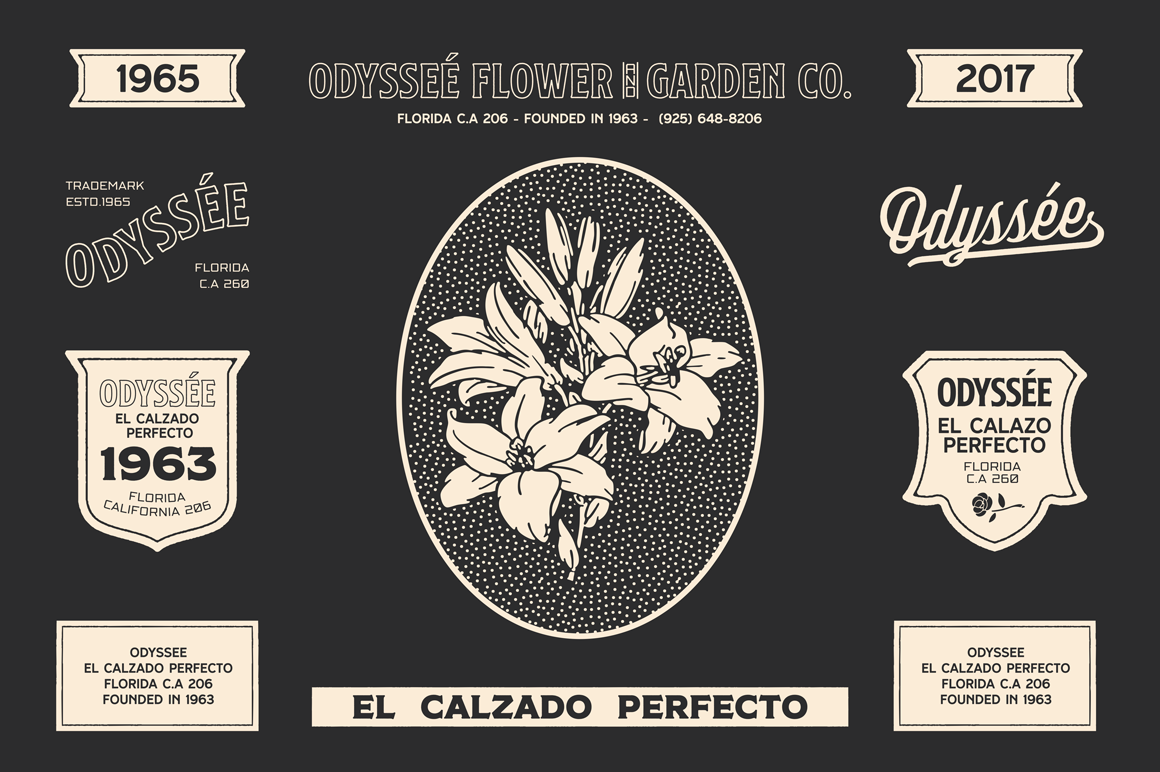 1965
ODYSSEÉ FLOWER AND GARDEN CO.
FLORIDA C.A 206 - FOUNDED IN 1963 - (925) 648-8206
2017
TRADEMARK
ESTD.1965
ODYSSÉE
FLORIDA
C.A 260
Odyssée
ODYSSÉE
EL CALZADO
PERFECTO
1963
FLORIDA
CALIFORNIA 206
ODYSSÉE
EL CALAZO
PERFECTO
FLORIDA
C.A 260
ODYSSEE
EL CALZADO PERFECTO
FLORIDA C.A 206
FOUNDED IN 1963
EL CALZADO PERFECTO
ODYSSEE
EL CALZADO PERFECTO
FLORIDA C.A 206
FOUNDED IN 1963